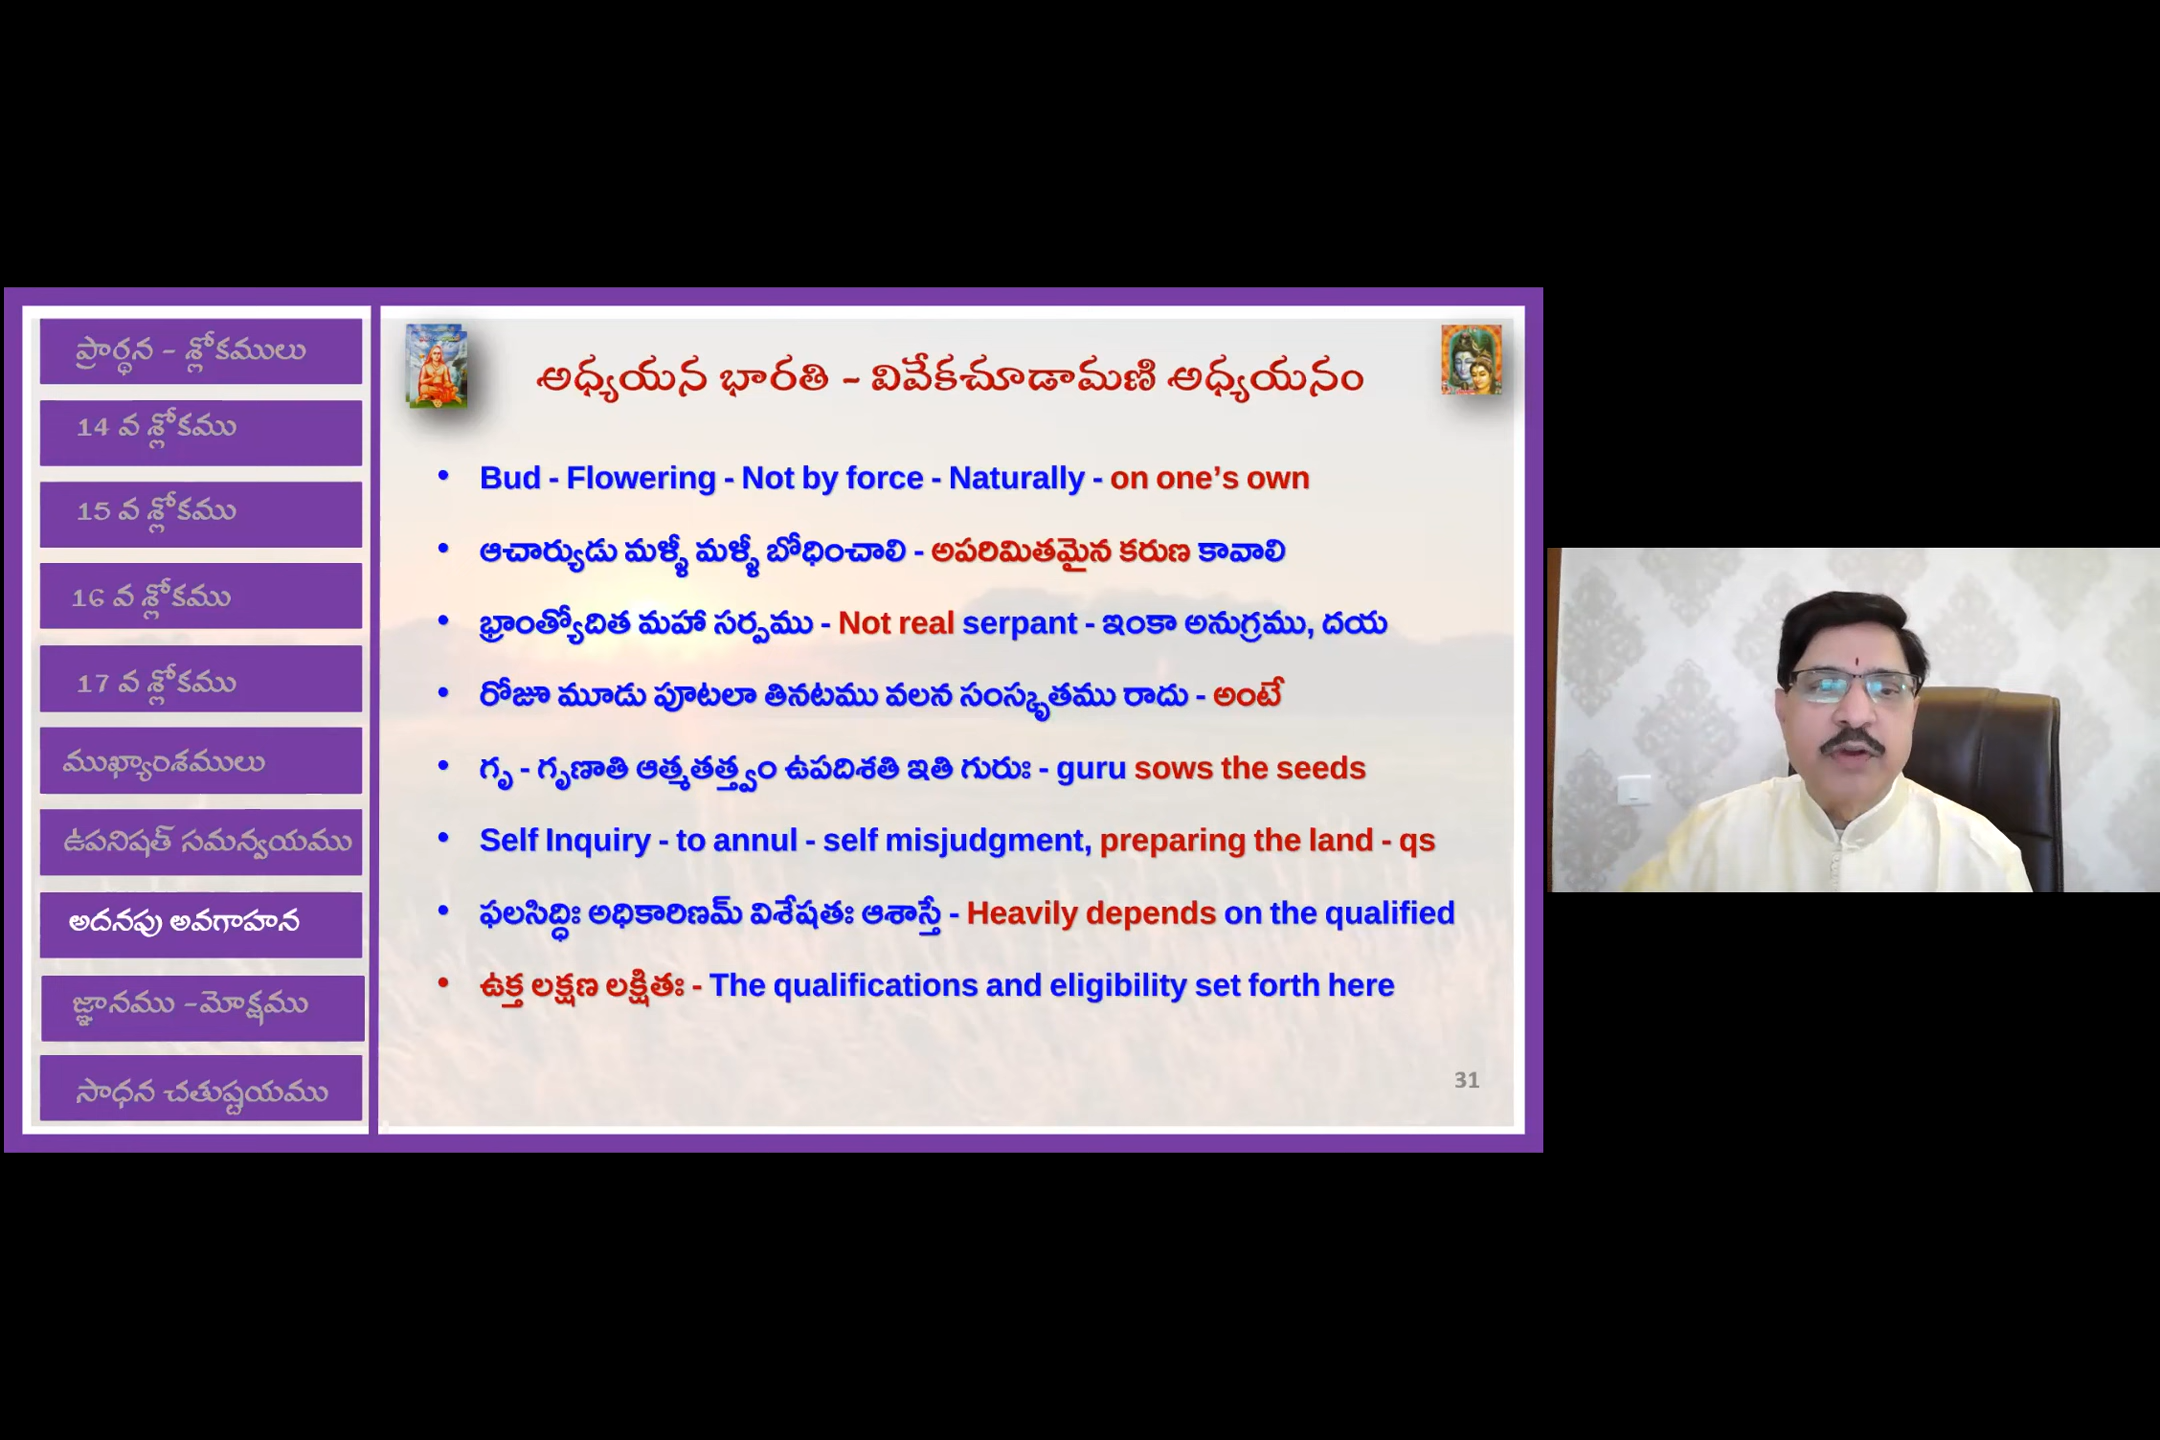 ప్రార్థన – శ్లోకములు
14 వ శ్లోకము
15 వ శ్లోకము
16 వ శ్లోకము
17 వ శ్లోకము
ముఖ్యాంశములు
ఉపనిషత్ సమన్వయము
అదనపు అవగాహన
జ్ఞానము –మోక్షము
సాధన చతుష్టయము
అధ్యయన భారతి – వివేకచూడామణి అధ్యయనం
• Bud - Flowering - Not by force - Naturally - on one’s own
• ఆచార్యుడు మళ్ళీ మళ్ళీ బోధించాలి - అపరిమితమైన కరుణ కావాలి
• భ్రాంత్యోదిత మహా సర్పము - Not real serpant - ఇంకా అనుగ్రము, దయ
• రోజూ మూడు పూటలా తినటము వలన సంస్కృతము రాదు - అంటే
• గృ - గృణాతి ఆత్మతత్త్వం ఉపదిశతి ఇతి గురుః - guru sows the seeds
• Self Inquiry - to annul - self misjudgment, preparing the land - qs
• ఫలసిద్ధిః అధికారిణమ్ విశేషతః ఆశాస్తే - Heavily depends on the qualified
• ఉక్త లక్షణ లక్షితః - The qualifications and eligibility set forth here
31